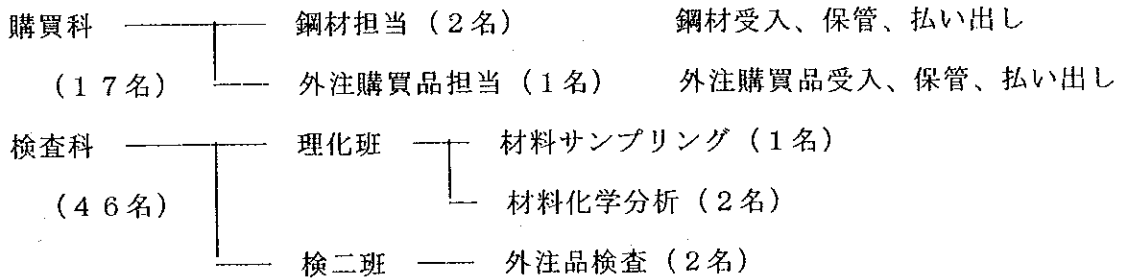 購買科 鋼材担当（2名） 鋼材受入、保管、払い出し
（17名） 外注購買品担当（1名） 外注購買品受入、保管、払い出し
検査科 理化班 材料サンプリング（1名）
（46名） 材料化学分析（2名）
検二班 外注品検査（2名）